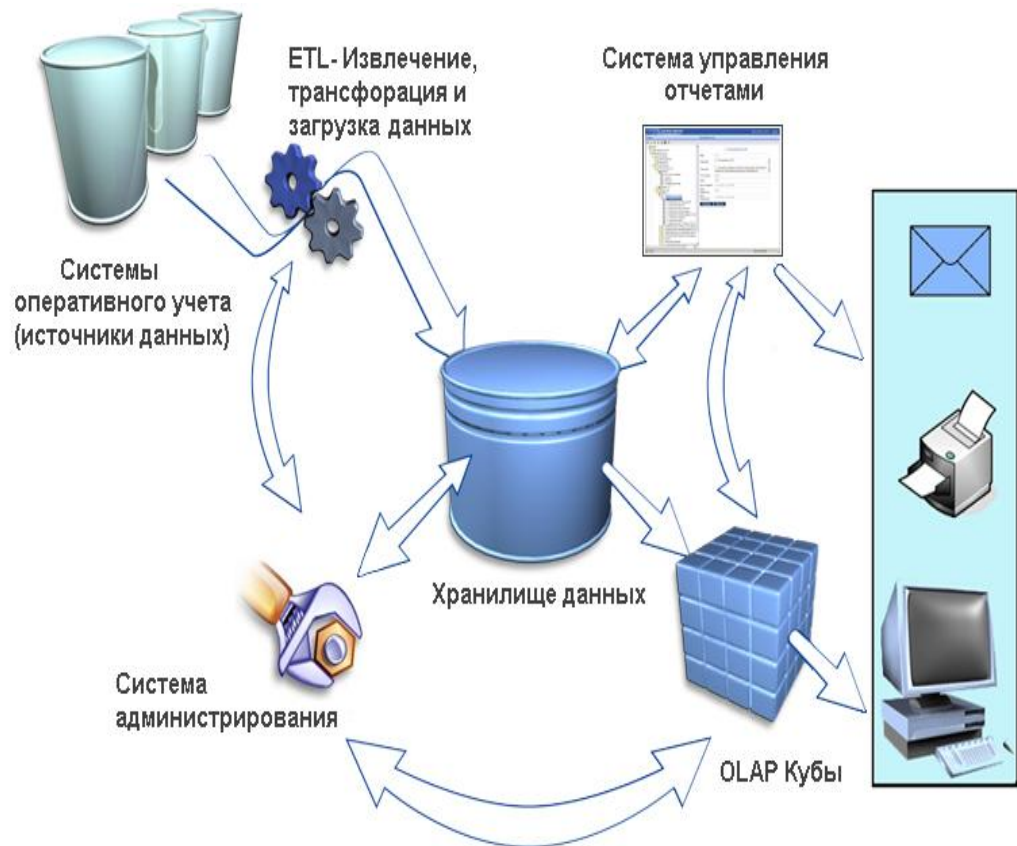 ETL- Извлечение,
трансфорация и
загрузка данных
Система управления
отчетами
Системы
оперативного учета
(источники данных)
Хранилище данных
Система
администрирования
OLAP Кубы